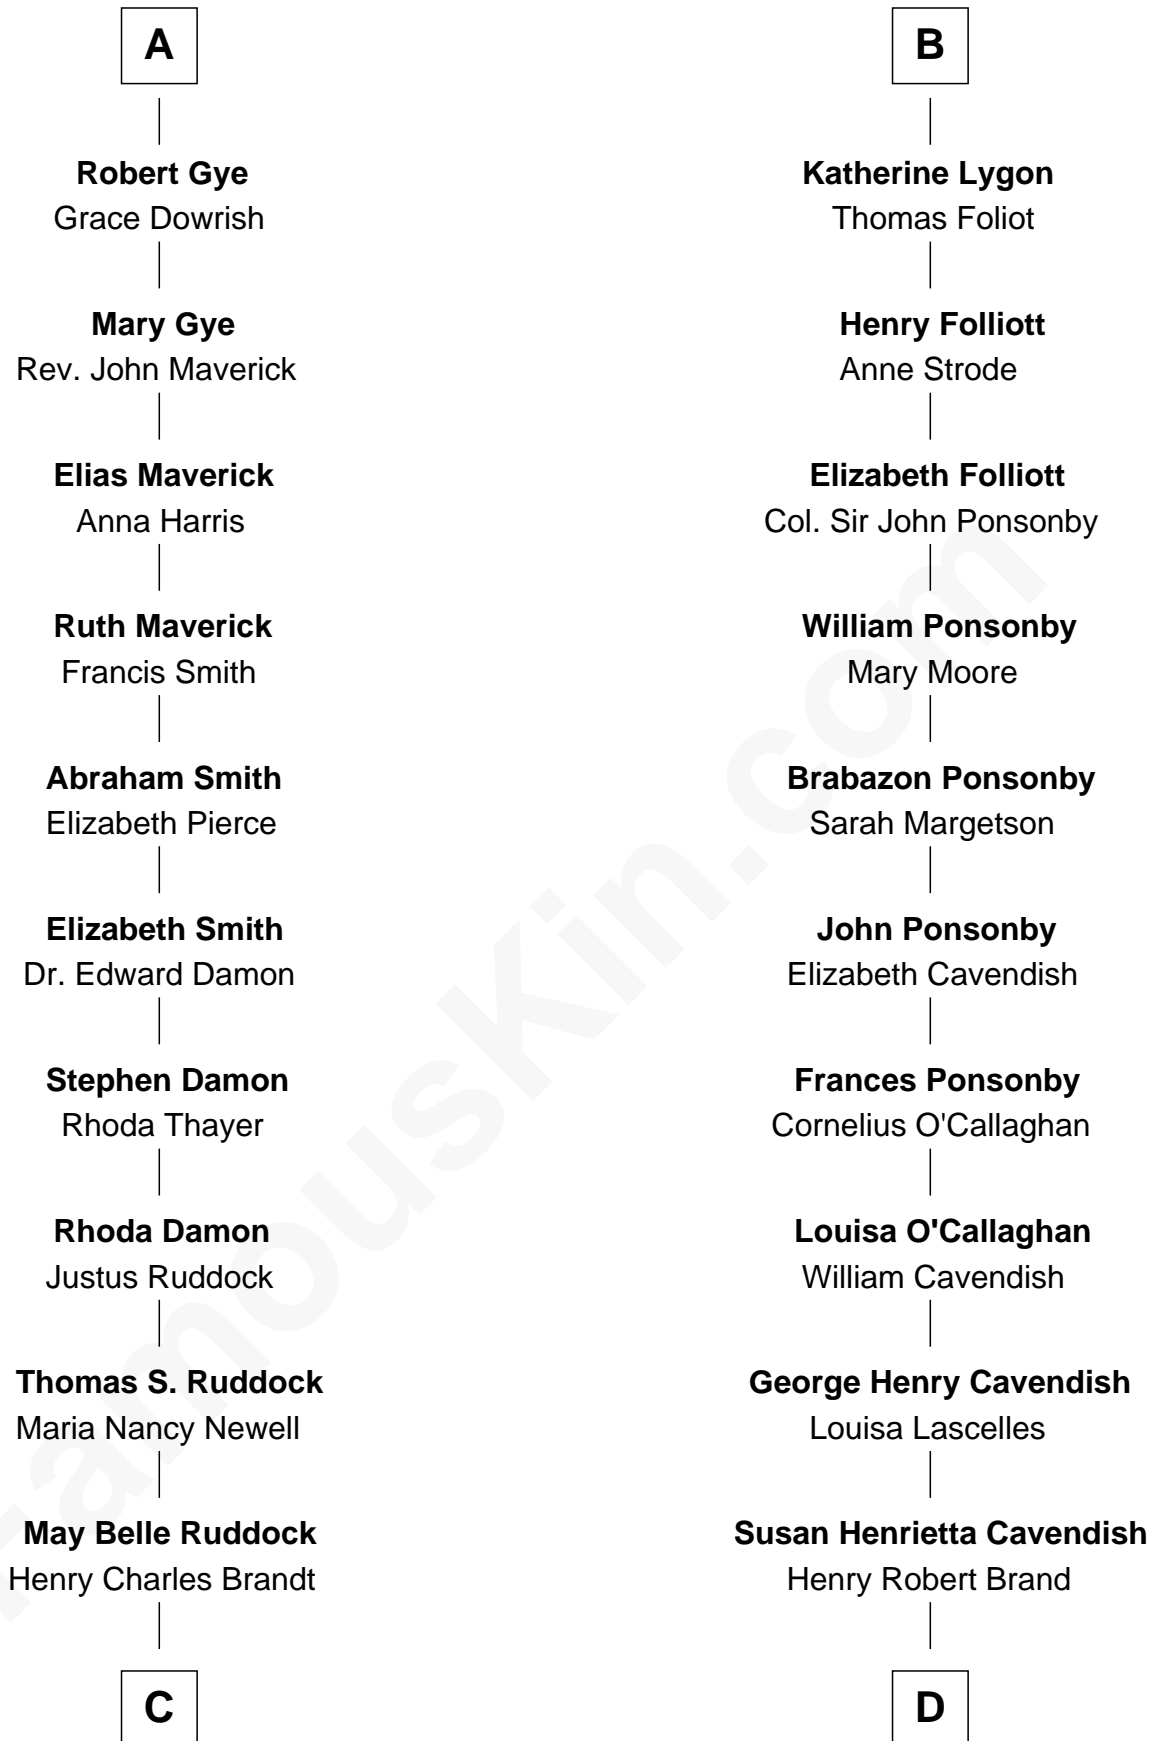 A
Robert Gye
Grace Dowrish
Mary Gye
Rev. John Maverick
Elias Maverick
Anna Harris
Ruth Maverick
Francis Smith
Abraham Smith
Elizabeth Pierce
Elizabeth Smith
Dr. Edward Damon
Stephen Damon
Rhoda Thayer
Rhoda Damon
Justus Ruddock
Thomas S. Ruddock
Maria Nancy Newell
May Belle Ruddock
Henry Charles Brandt
C
B
Katherine Lygon
Thomas Foliot
Henry Folliott
Anne Strode
Elizabeth Folliott
Col. Sir John Ponsonby
William Ponsonby
Mary Moore
Brabazon Ponsonby
Sarah Margetson
John Ponsonby
Elizabeth Cavendish
Frances Ponsonby
Cornelius O'Callaghan
Louisa O'Callaghan
William Cavendish
George Henry Cavendish
Louisa Lascelles
Susan Henrietta Cavendish
Henry Robert Brand
D
FamousKin.com